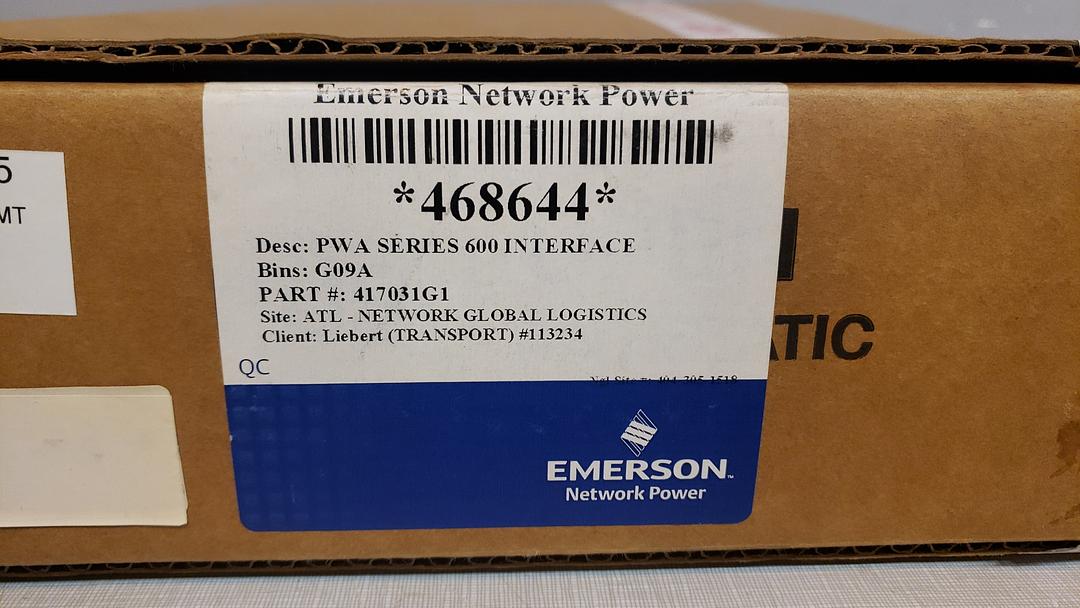 Emerson Network Power
*468644*
Desc: PWA SERIES 600 INTERFACE
Bins: G09A
PART #: 417031G1
Site: ATL - NETWORK GLOBAL LOGISTICS
Client: Liebert (TRANSPORT) #113234
QC
EMERSON™
Network Power
5
MT
ATIC